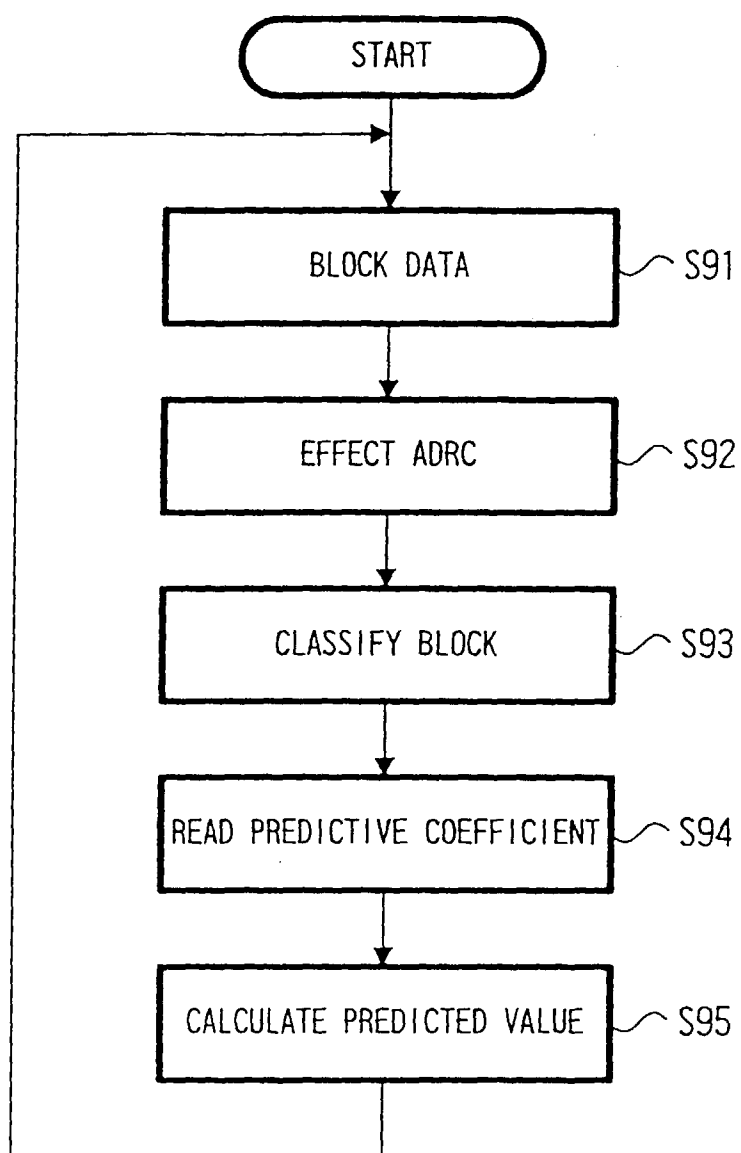 START
BLOCK DATA
S91
EFFECT ADRC
S92
CLASSIFY BLOCK
S93
READ PREDICTIVE COEFFICIENT
S94
CALCULATE PREDICTED VALUE
S95